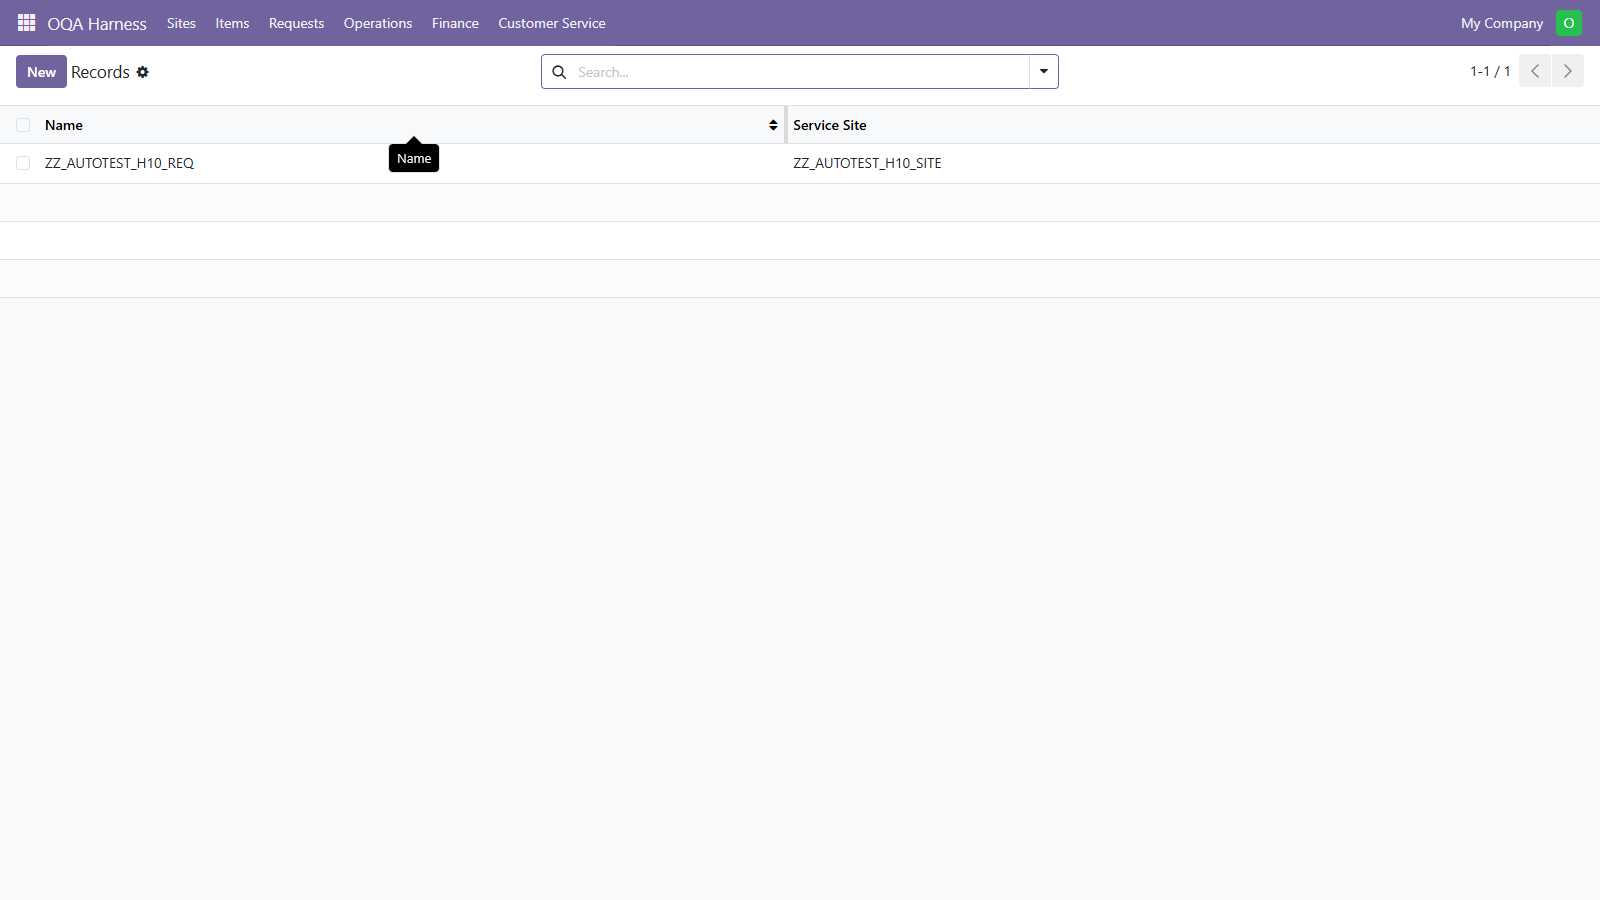 OQA Harness Sites Items Requests Operations Finance Customer Service My Company O
New Records Search... 1-1 / 1
Name Service Site
ZZ_AUTOTEST_H10_REQ Name ZZ_AUTOTEST_H10_SITE